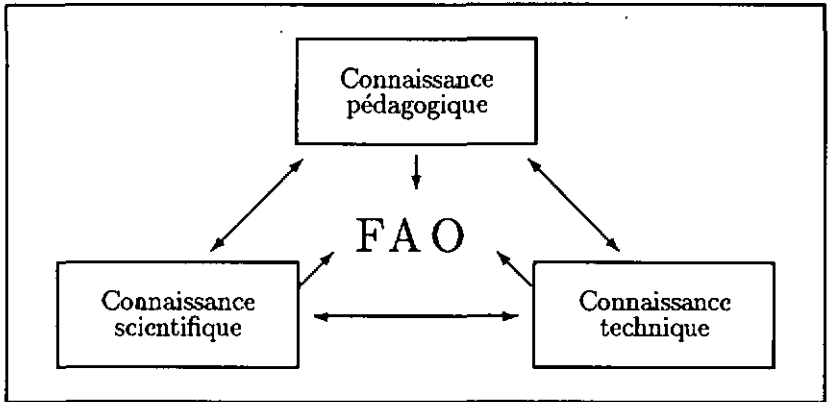 Connaissance
pédagogique
FAO
Connaissance
scientifique
Connaissance
technique